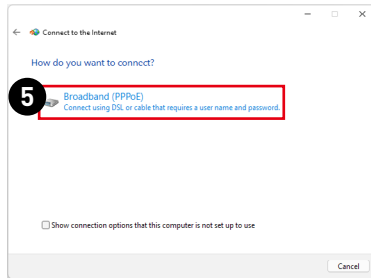 Connect to the Internet
How do you want to connect?
5
Broadband (PPPoE)
Connect using DSL or cable that requires a user name and password.
Show connection options that this computer is not set up to use
Cancel